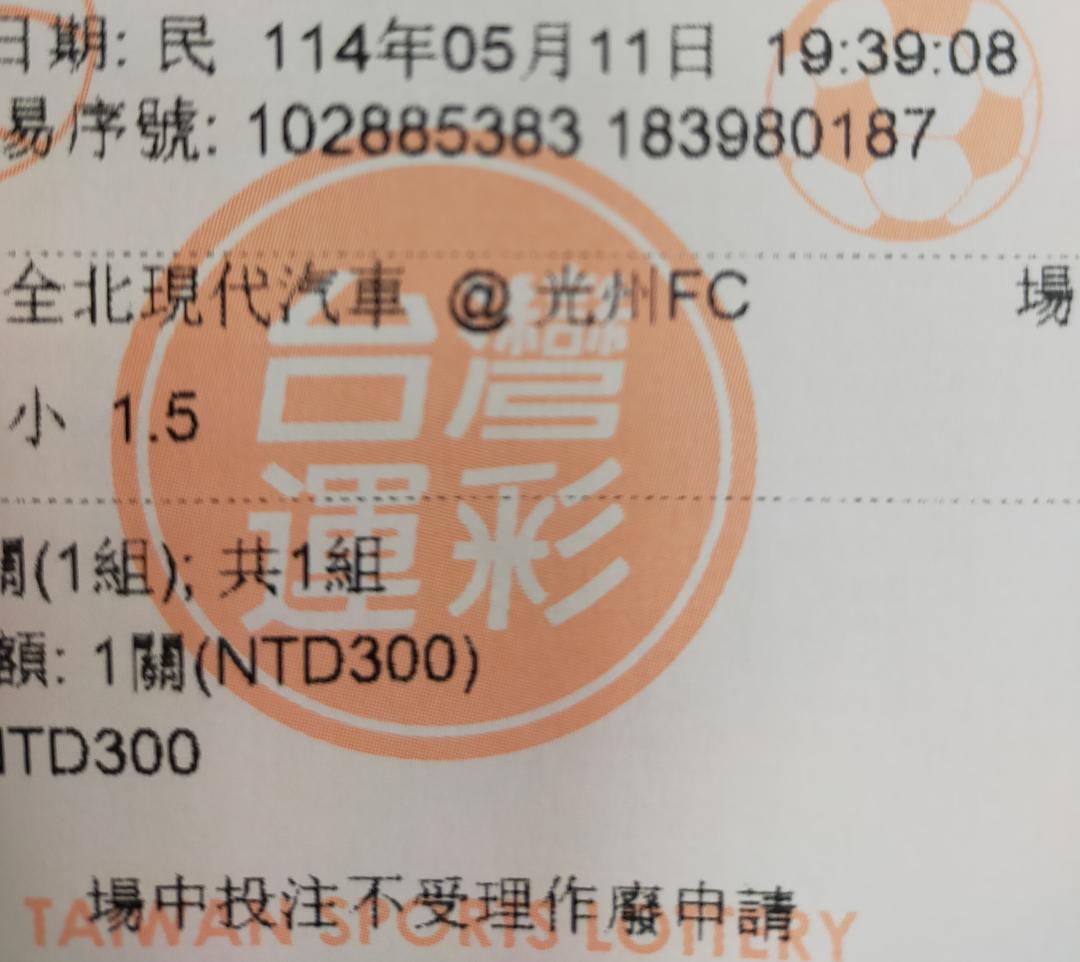 日期: 民 114年05月11日 19:39:08
易序號: 102885383 183980187
全北現代汽車 @ 光州FC 場
小 1.5
台灣
運彩
關(1組); 共1組
額: 1關(NTD300)
NTD300
場中投注不受理作廢申請
TAIWAN SPORTS LOTTERY